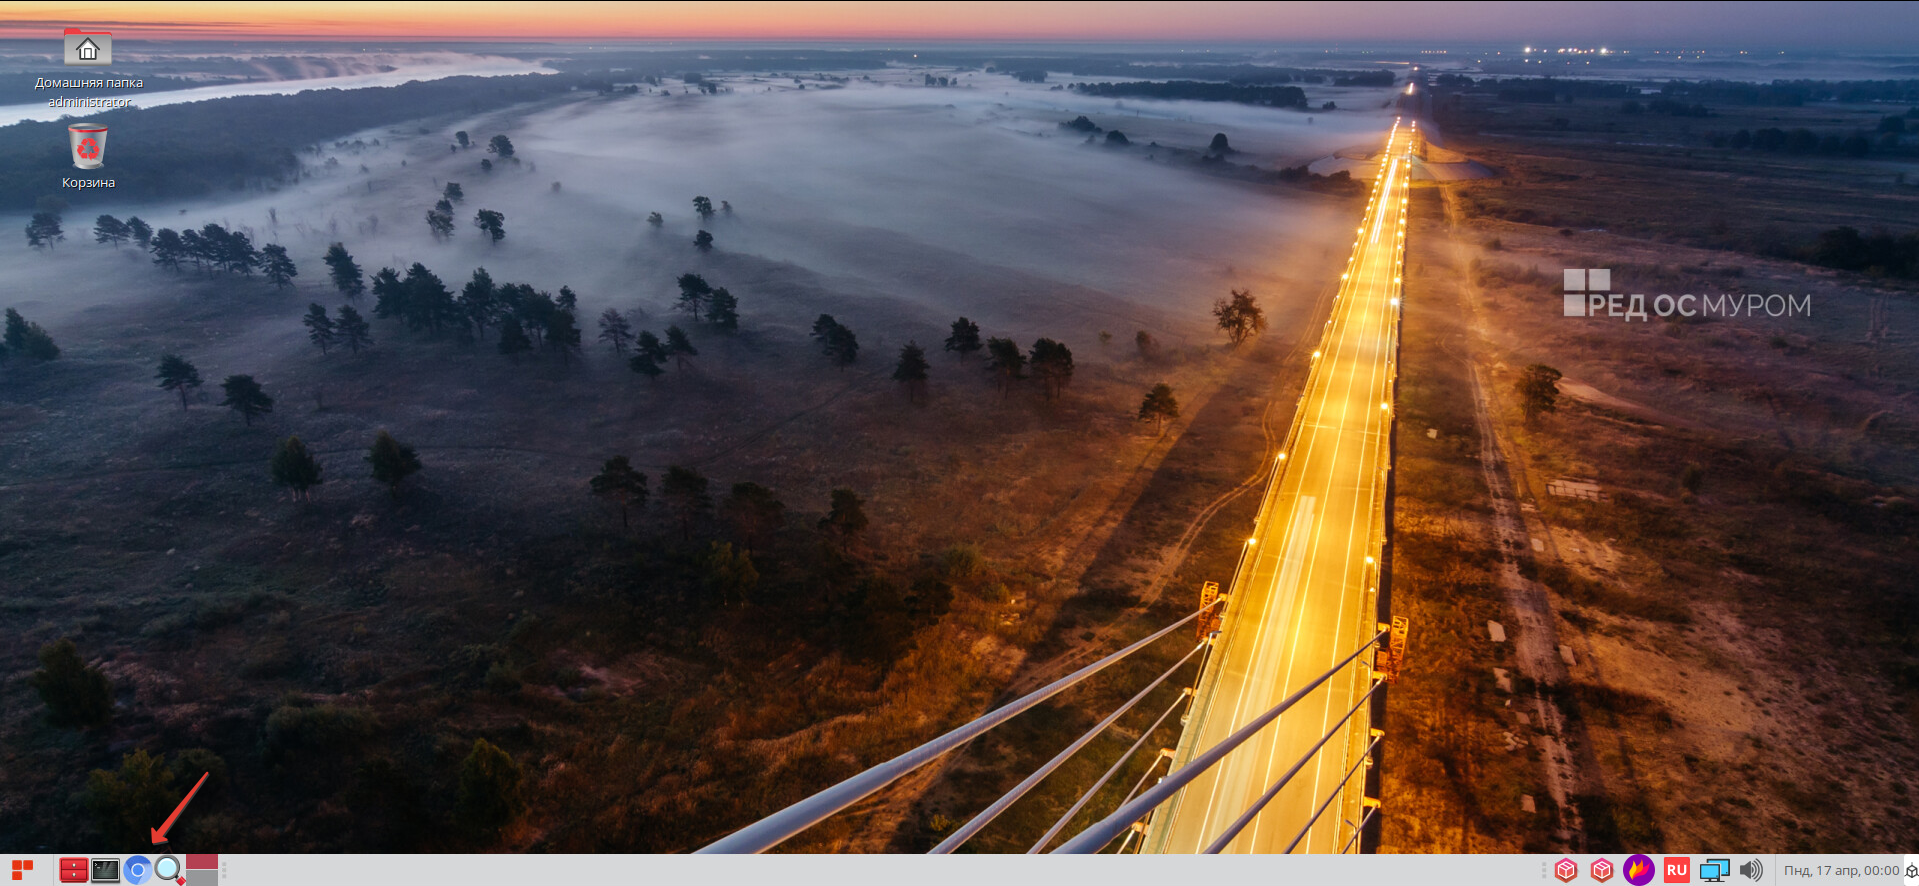 Домашняя папка
administrator
Корзина
РЕД ОС МУРОМ
RU
Пнд, 17 апр, 00:00